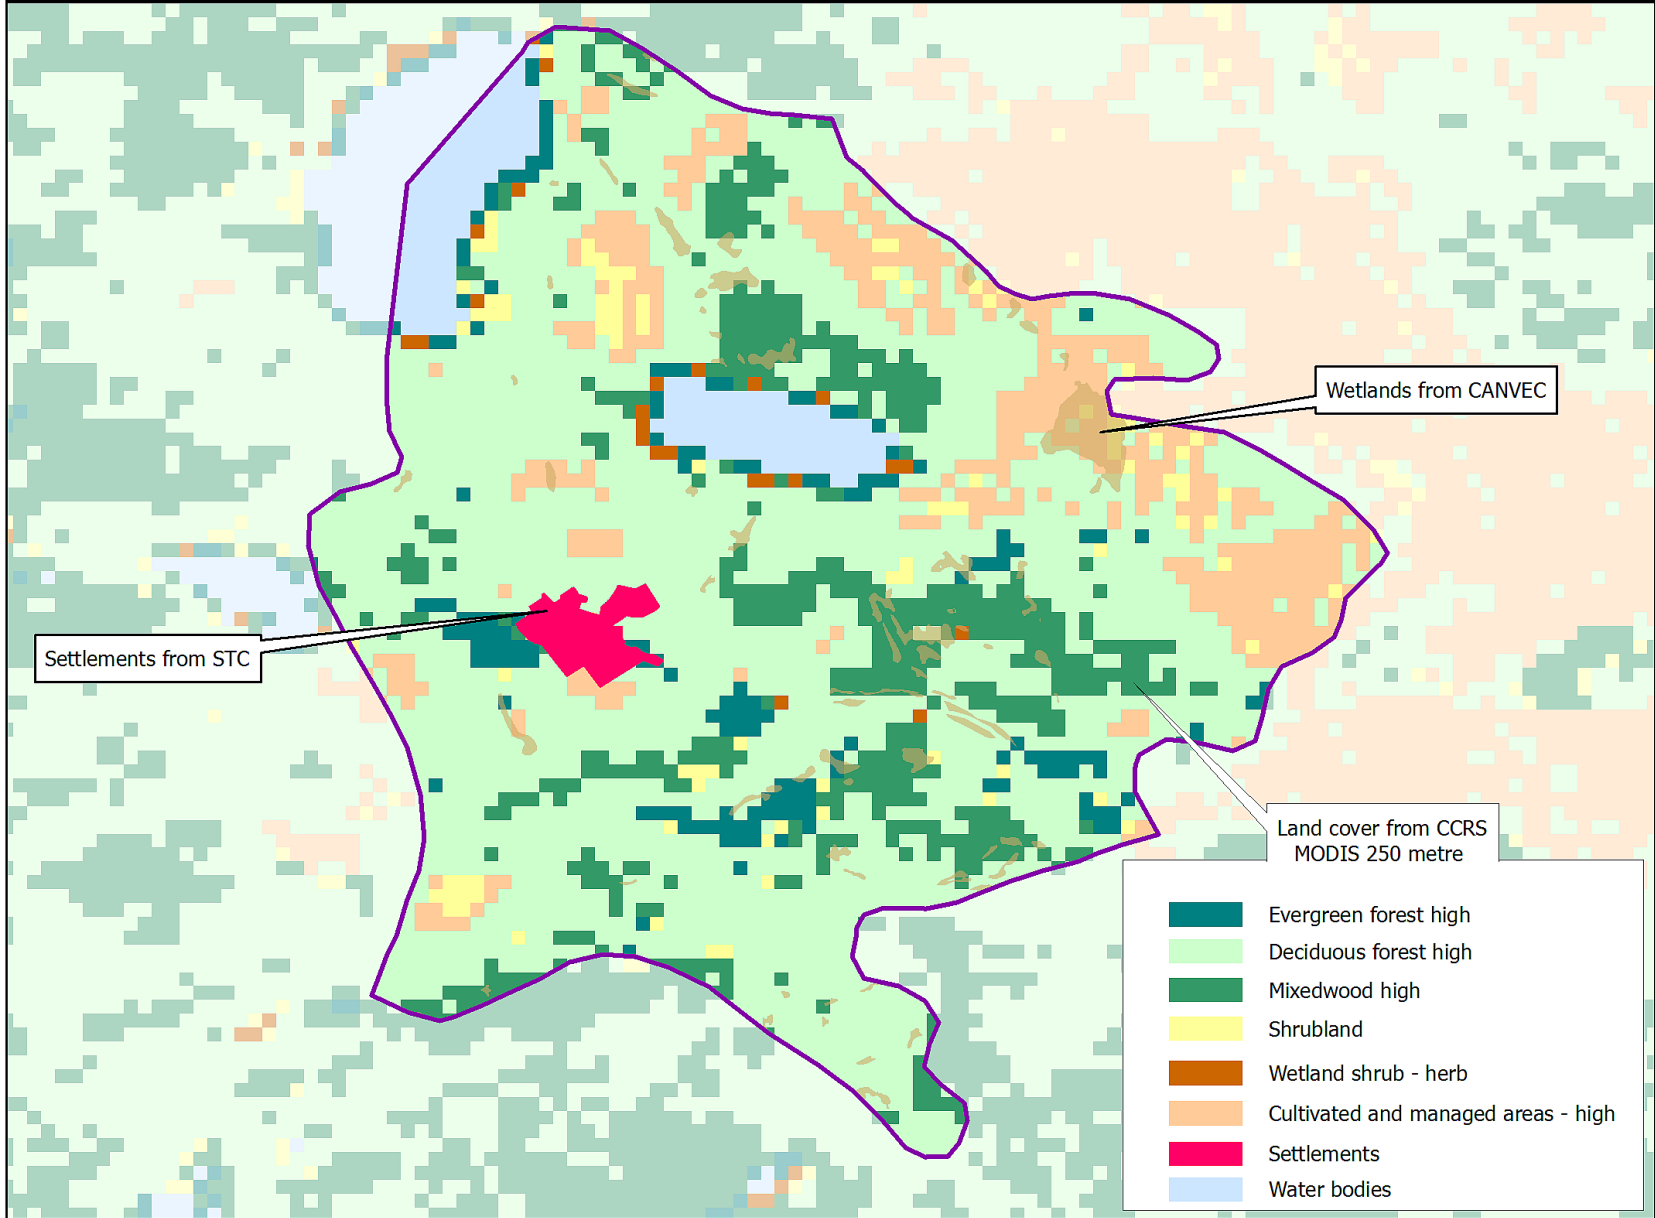 Wetlands from CANVEC
Settlements from STC
Land cover from CCRS
MODIS 250 metre
Evergreen forest high
Deciduous forest high
Mixedwood high
Shrubland
Wetland shrub - herb
Cultivated and managed areas - high
Settlements
Water bodies